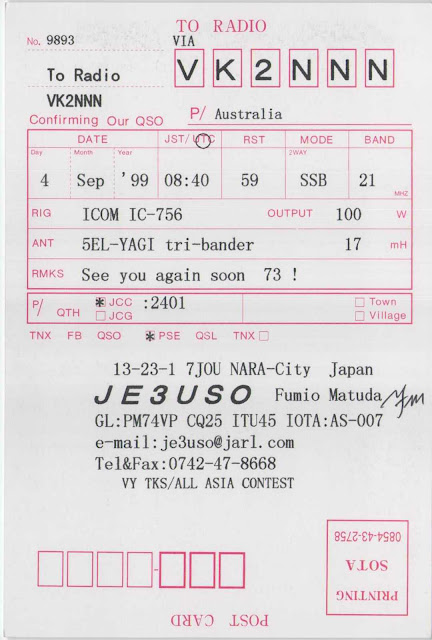 TO RADIO
No. 9893
VIA
To Radio VK2NNN
VK2NNN
Confirming Our QSO P/ Australia
DATE JST/UTC RST MODE BAND
Day Month Year 2WAY
4 Sep '99 08:40 59 SSB 21 MHZ
RIG ICOM IC-756 OUTPUT 100 W
ANT 5EL-YAGI tri-bander 17 mH
RMKS See you again soon 73 !
P/ QTH * JCC :2401 Town
JCG Village
TNX FB QSO * PSE QSL TNX
13-23-1 7JOU NARA-City Japan
JE3USO Fumio Matuda
GL:PM74VP CQ25 ITU45 IOTA:AS-007
e-mail:je3uso@jarl.com
Tel&Fax:0742-47-8668
VY TKS/ALL ASIA CONTEST
POST CARD
PRINTING
SOTA
0854-43-2758